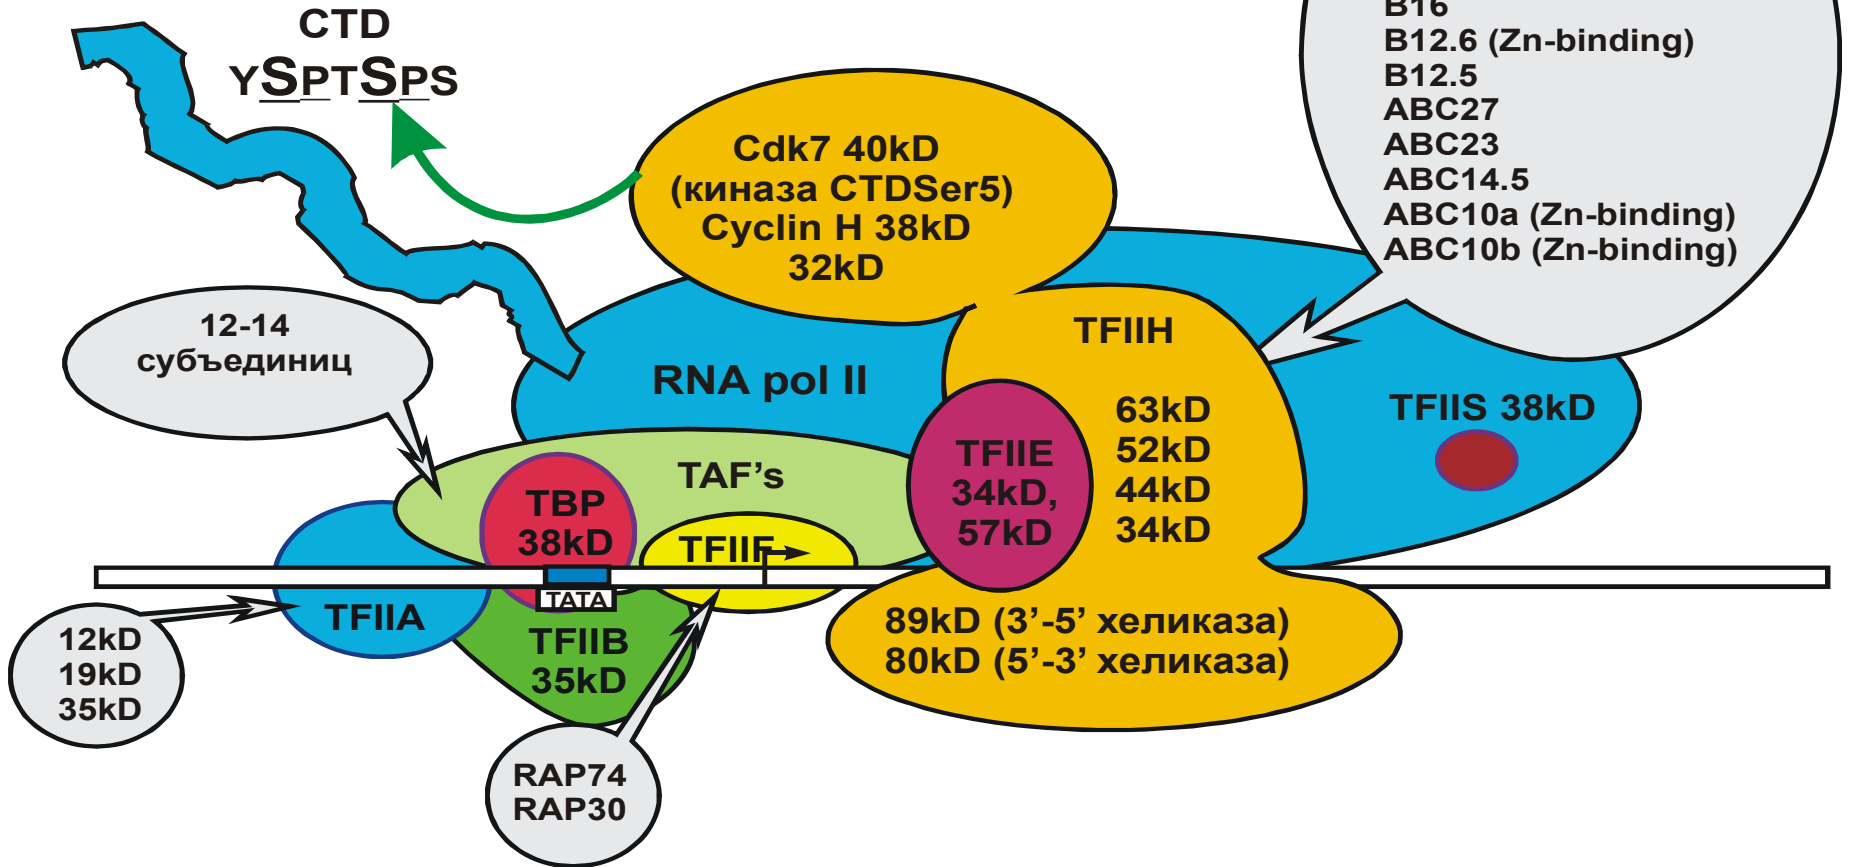 CTD
YSPTSPS
B16
B12.6 (Zn-binding)
B12.5
ABC27
ABC23
ABC14.5
ABC10a (Zn-binding)
ABC10b (Zn-binding)
Cdk7 40kD
(киназа CTDSer5)
Cyclin H 38kD
32kD
12-14
субъединиц
RNA pol II
TFIIH
63kD
52kD
44kD
34kD
TFIIS 38kD
TFIIE
34kD,
57kD
TAF’s
TBP
38kD
TFIIF
TATA
TFIIA
TFIIB
35kD
12kD
19kD
35kD
89kD (3’-5’ хеликаза)
80kD (5’-3’ хеликаза)
RAP74
RAP30